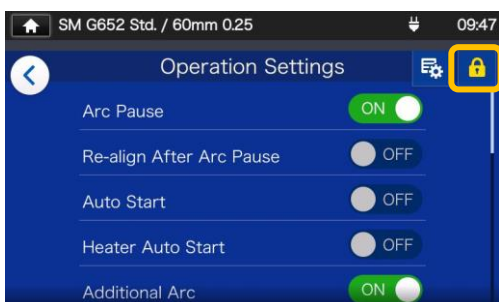 SM G652 Std. / 60mm 0.25 09:47
Operation Settings
Arc Pause ON
Re-align After Arc Pause OFF
Auto Start OFF
Heater Auto Start OFF
Additional Arc ON